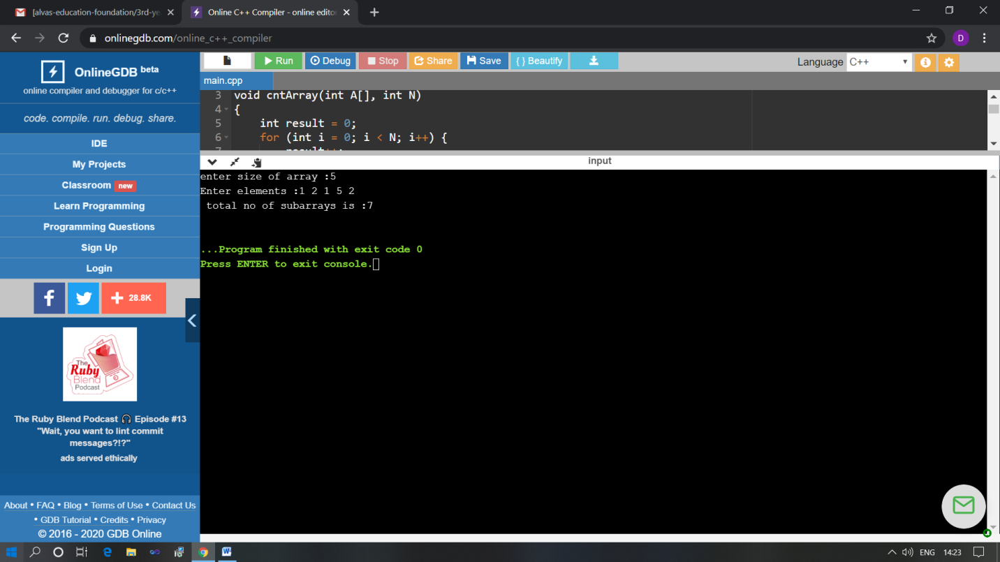 [alvas-education-foundation/3rd-ye
Online C++ Compiler - online editor
onlinegdb.com/online_c++_compiler
D
OnlineGDB beta
online compiler and debugger for c/c++
code. compile. run. debug. share.
IDE
My Projects
Classroom new
Learn Programming
Programming Questions
Sign Up
Login
28.8K
The
Ruby
Blend
Podcast
The Ruby Blend Podcast 🎧 Episode #13
"Wait, you want to lint commit
messages?!?"
ads served ethically
About • FAQ • Blog • Terms of Use • Contact Us
• GDB Tutorial • Credits • Privacy
© 2016 - 2020 GDB Online
Run Debug Stop Share Save { } Beautify
Language C++
main.cpp
3 void cntArray(int A[], int N)
4 {
5 int result = 0;
6 for (int i = 0; i < N; i++) {
input
enter size of array :5
Enter elements :1 2 1 5 2
total no of subarrays is :7
...Program finished with exit code 0
Press ENTER to exit console.
ENG 14:23